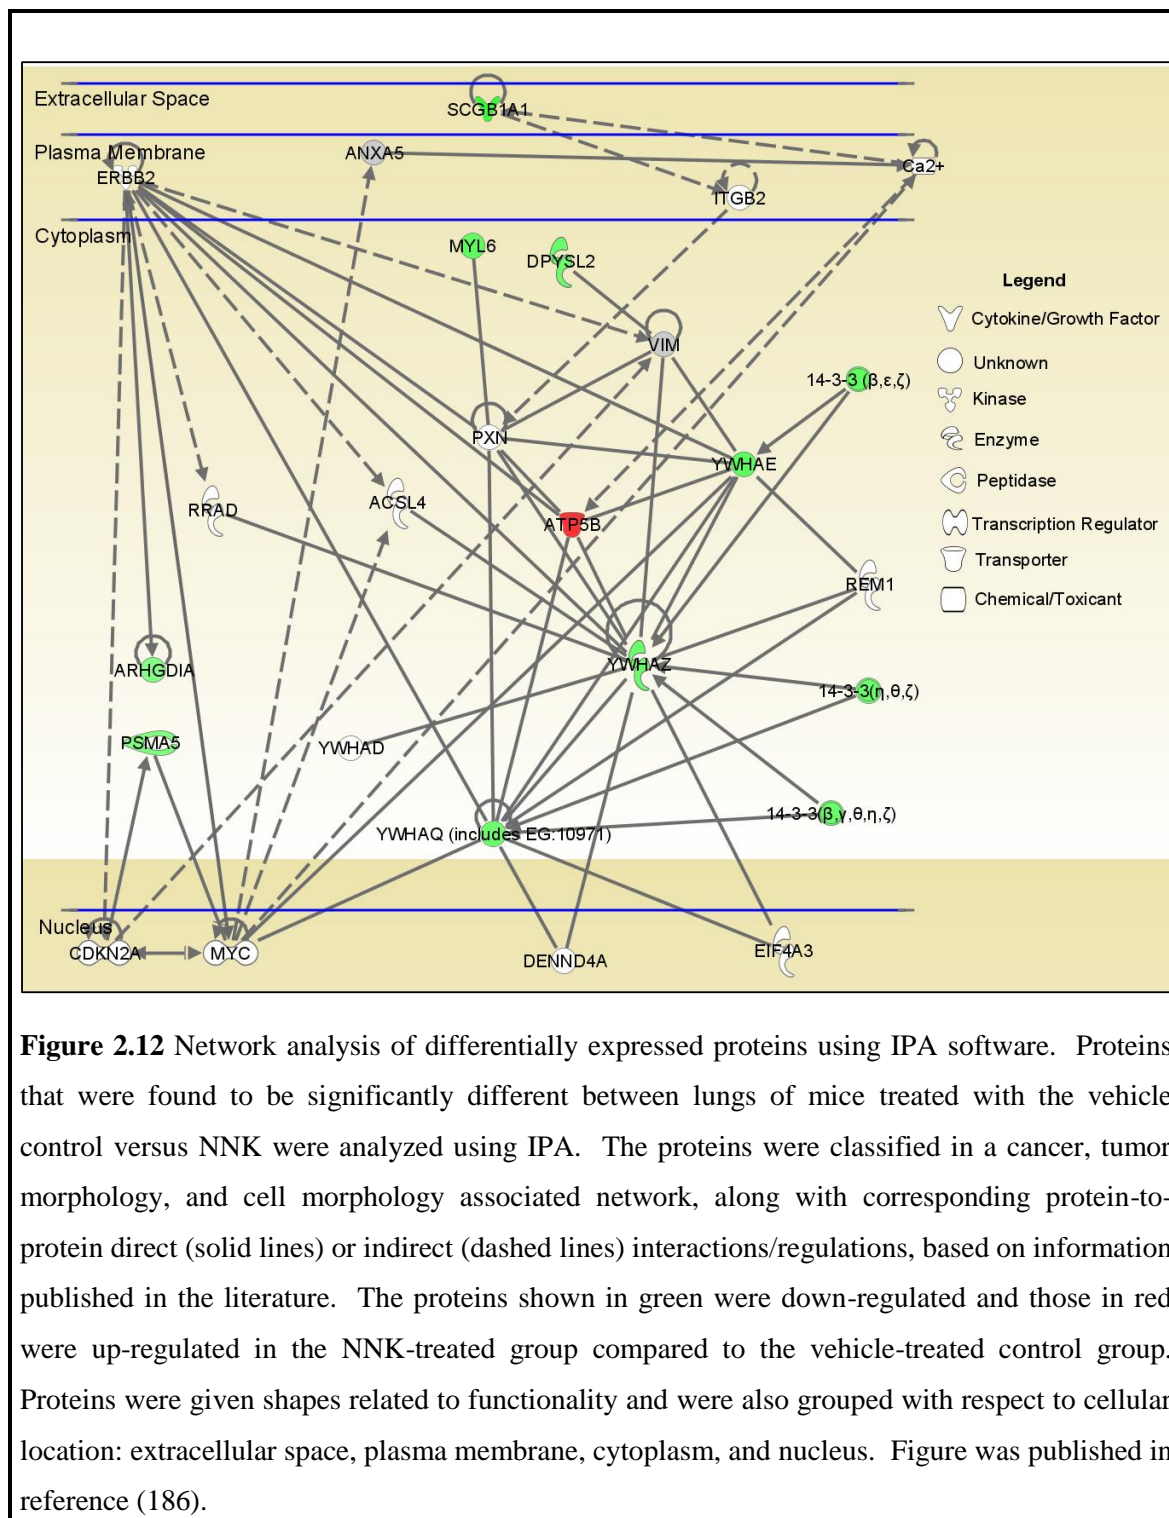 Extracellular Space
SCGB1A1
Plasma Membrane
ANXA5
Ca2+
ERBB2
ITGB2
Cytoplasm
MYL6
DPYSL2
Legend
Cytokine/Growth Factor
VIM
Unknown
14-3-3 (β,ε,ζ)
Kinase
PXN
Enzyme
YWHAE
Peptidase
RRAD
ACSL4
ATP5B
Transcription Regulator
Transporter
REM1
Chemical/Toxicant
ARHGDIA
YWHAZ
14-3-3(η,θ,ζ)
PSMA5
YWHAD
14-3-3(β,γ,θ,η,ζ)
YWHAQ (includes EG:10971)
Nucleus
CDKN2A
MYC
DENND4A
EIF4A3
Figure 2.12 Network analysis of differentially expressed proteins using IPA software. Proteins
that were found to be significantly different between lungs of mice treated with the vehicle
control versus NNK were analyzed using IPA. The proteins were classified in a cancer, tumor
morphology, and cell morphology associated network, along with corresponding protein-to-
protein direct (solid lines) or indirect (dashed lines) interactions/regulations, based on information
published in the literature. The proteins shown in green were down-regulated and those in red
were up-regulated in the NNK-treated group compared to the vehicle-treated control group.
Proteins were given shapes related to functionality and were also grouped with respect to cellular
location: extracellular space, plasma membrane, cytoplasm, and nucleus. Figure was published in
reference (186).